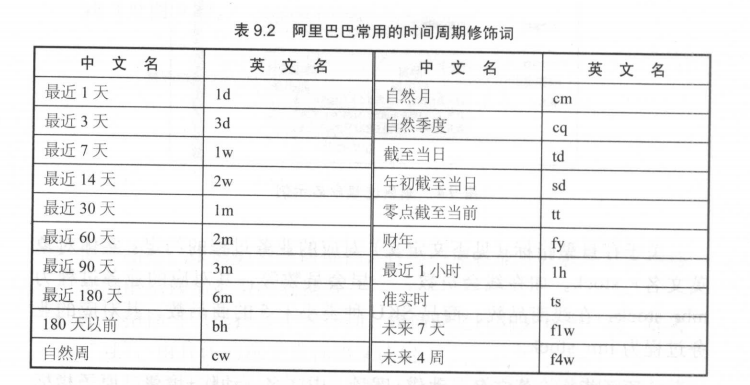 表 9.2 阿里巴巴常用的时间周期修饰词
中 文 名 英 文 名 中 文 名 英 文 名
最近 1 天 1d 自然月 cm
最近 3 天 3d 自然季度 cq
最近 7 天 1w 截至当日 td
最近 14 天 2w 年初截至当日 sd
最近 30 天 1m 零点截至当前 tt
最近 60 天 2m 财年 fy
最近 90 天 3m 最近 1 小时 1h
最近 180 天 6m 准实时 ts
180 天以前 bh 未来 7 天 f1w
自然周 cw 未来 4 周 f4w